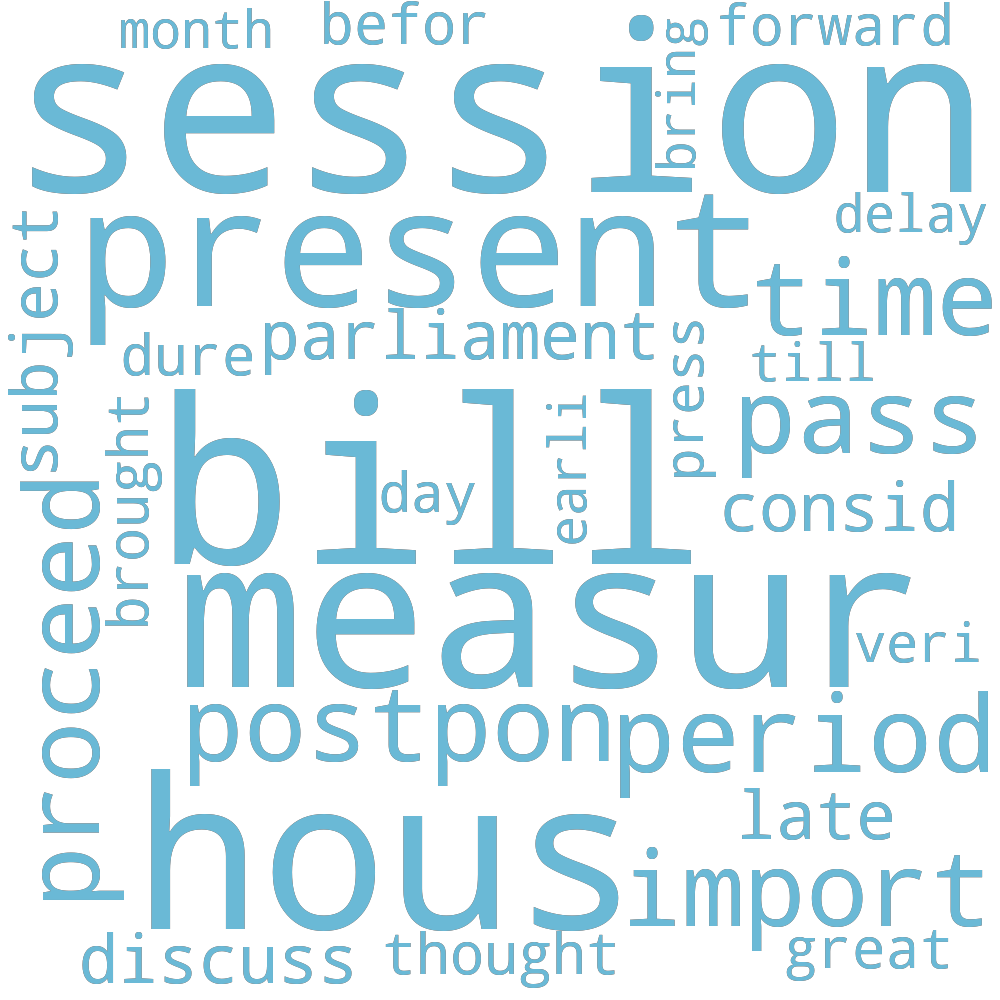 month
befor
bring
forward
session
subject
present
delay
time
dure
parliament
press
till
brought
bill
day
earli
pass
consid
proceed
measur
veri
postpon
period
hous
late
import
discuss
thought
great